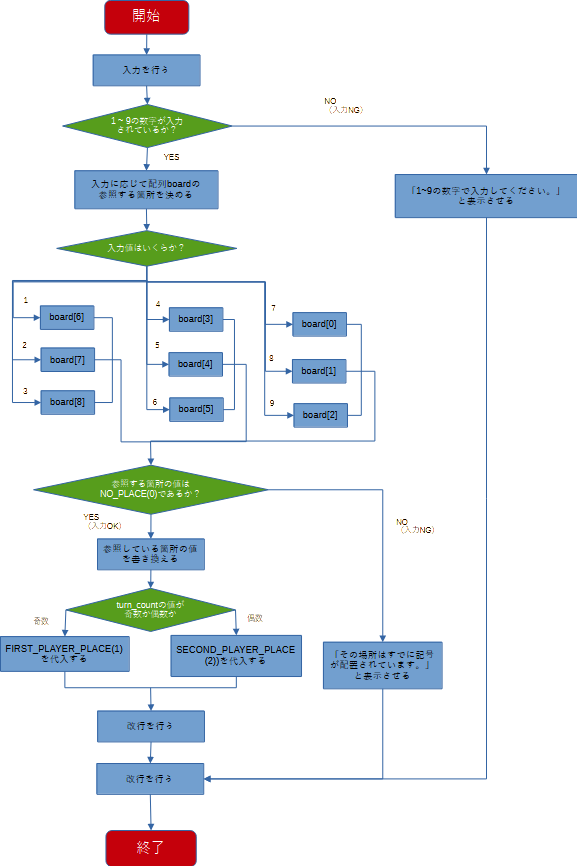 開始
入力を行う
1～9の数字が入力
されているか？
NO
（入力NG）
YES
入力に応じて配列boardの
参照する箇所を決める
「1~9の数字で入力してください。」
と表示させる
入力値はいくらか？
1
board[6]
2
board[7]
3
board[8]
4
board[3]
5
board[4]
6
board[5]
7
board[0]
8
board[1]
9
board[2]
参照する箇所の値は
NO_PLACE(0)であるか？
YES
（入力OK）
NO
（入力NG）
参照している箇所の値
を書き換える
turn_countの値が
奇数か偶数か
奇数
偶数
FIRST_PLAYER_PLACE(1)
を代入する
SECOND_PLAYER_PLACE
(2))を代入する
「その場所はすでに記号
が配置されています。」
と表示させる
改行を行う
改行を行う
終了